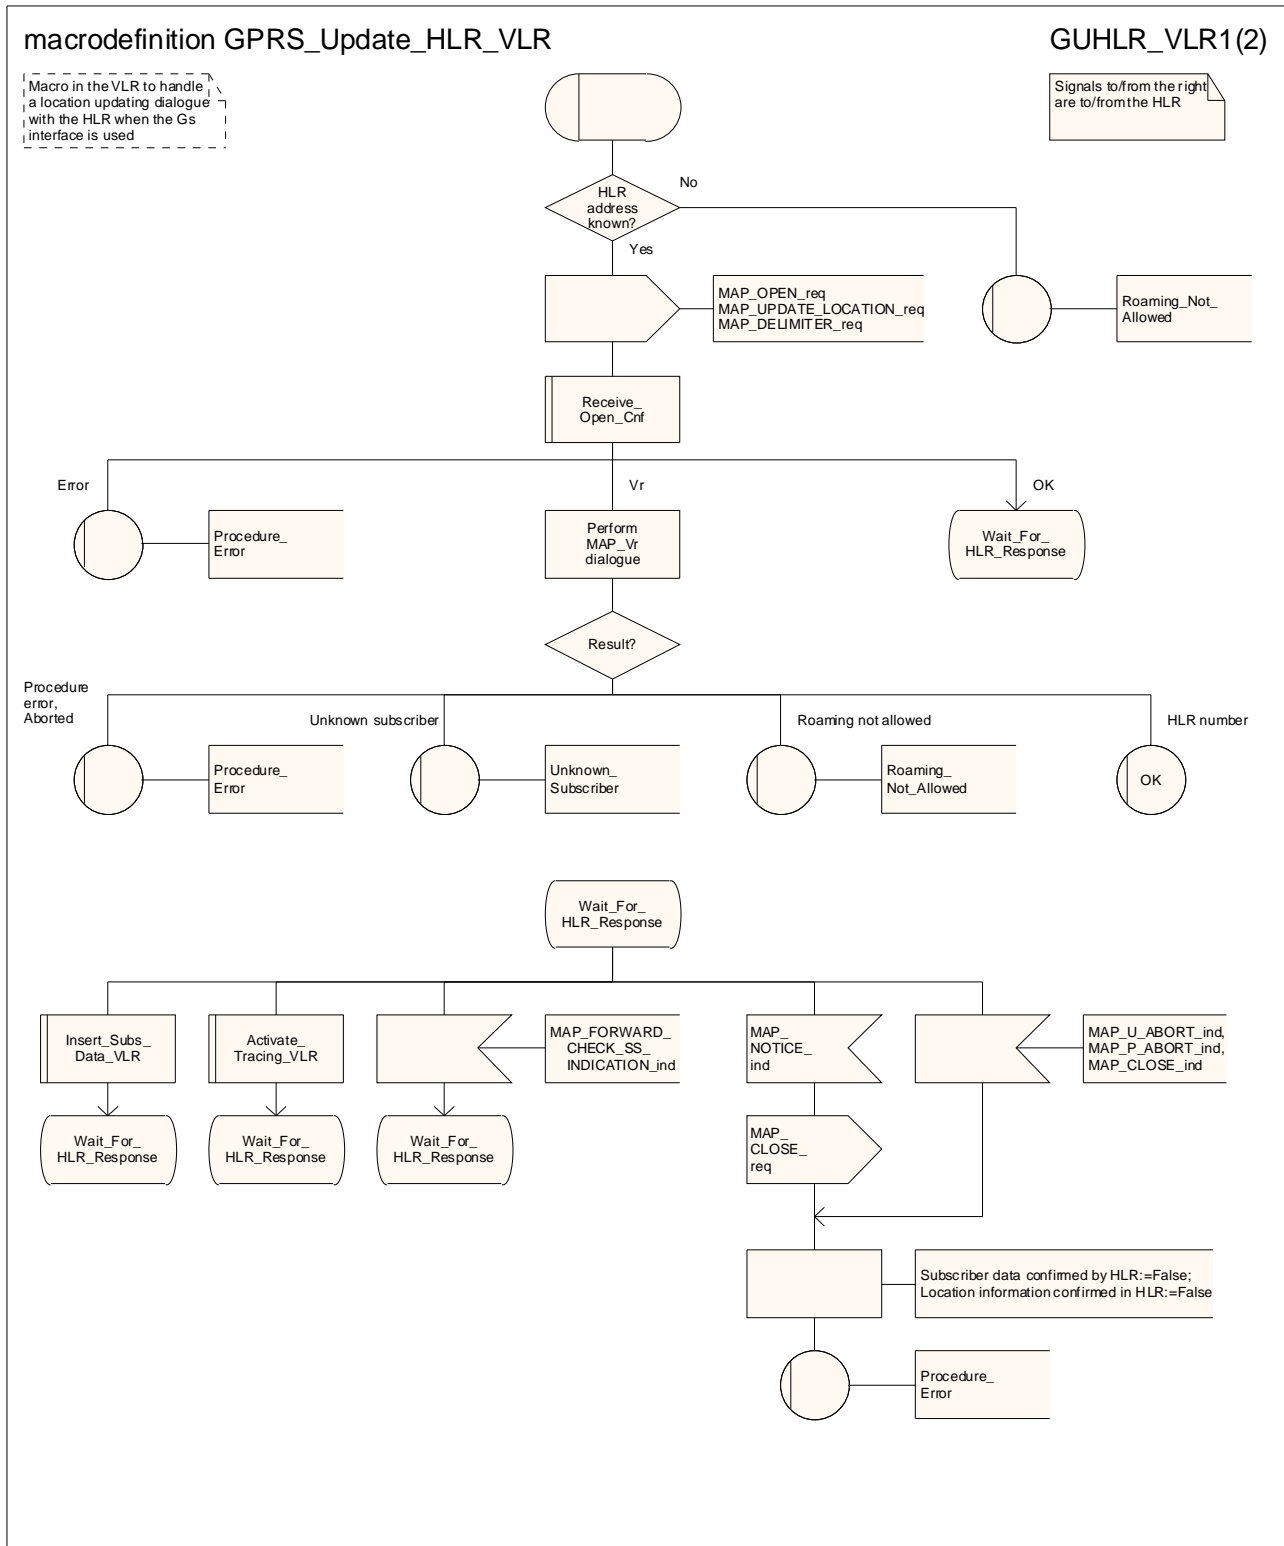 macrodefinition GPRS_Update_HLR_VLR
GUHLR_VLR1(2)
Macro in the VLR to handle
a location updating dialogue
with the HLR when the Gs
interface is used
Signals to/from the right
are to/from the HLR
HLR
address
known?
No
Yes
MAP_OPEN_req
MAP_UPDATE_LOCATION_req
MAP_DELIMITER_req
Roaming_Not_
Allowed
Receive_
Open_Cnf
Error
Vr
OK
Procedure_
Error
Perform
MAP_Vr
dialogue
Wait_For_
HLR_Response
Result?
Procedure
error,
Aborted
Unknown subscriber
Roaming not allowed
HLR number
Procedure_
Error
Unknown_
Subscriber
Roaming_
Not_Allowed
OK
Wait_For_
HLR_Response
Insert_Subs_
Data_VLR
Activate_
Tracing_VLR
MAP_FORWARD_
CHECK_SS_
INDICATION_ind
MAP_
NOTICE_
ind
MAP_U_ABORT_ind,
MAP_P_ABORT_ind,
MAP_CLOSE_ind
Wait_For_
HLR_Response
Wait_For_
HLR_Response
Wait_For_
HLR_Response
MAP_
CLOSE_
req
Subscriber data confirmed by HLR:=False;
Location information confirmed in HLR:=False
Procedure_
Error